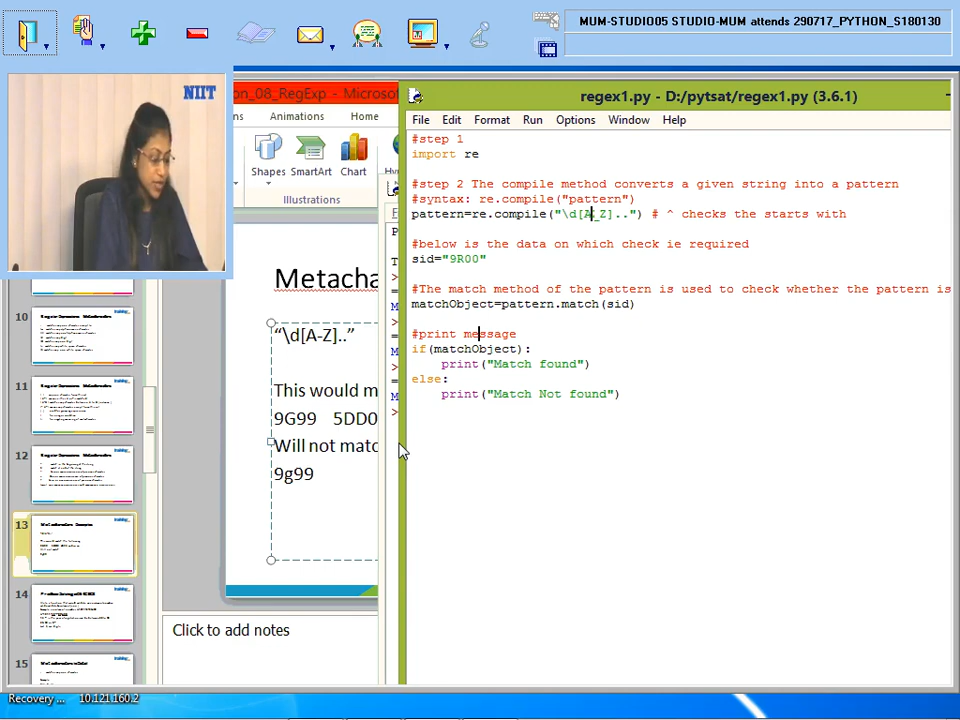 MUM-STUDIO05 STUDIO-MUM attends 290717_PYTHON_S180130
NIIT
on_08_RegExp - Microsof
ns Animations Home
Shapes SmartArt Chart
Illustrations
regex1.py - D:/pytsat/regex1.py (3.6.1)
File Edit Format Run Options Window Help
#step 1
import re
#step 2 The compile method converts a given string into a pattern
#syntax: re.compile("pattern")
pattern=re.compile("\d[A_Z]..") # ^ checks the starts with
#below is the data on which check ie required
sid="9R00"
#The match method of the pattern is used to check whether the pattern is
matchObject=pattern.match(sid)
#print message
if(matchObject):
print("Match found")
else:
print("Match Not found")
Metacha
"\d[A-Z].."
This would m
9G99 5DD0
Will not matc
9g99
10
11
12
13
14
15
Click to add notes
Recovery ... 10.121.160.2